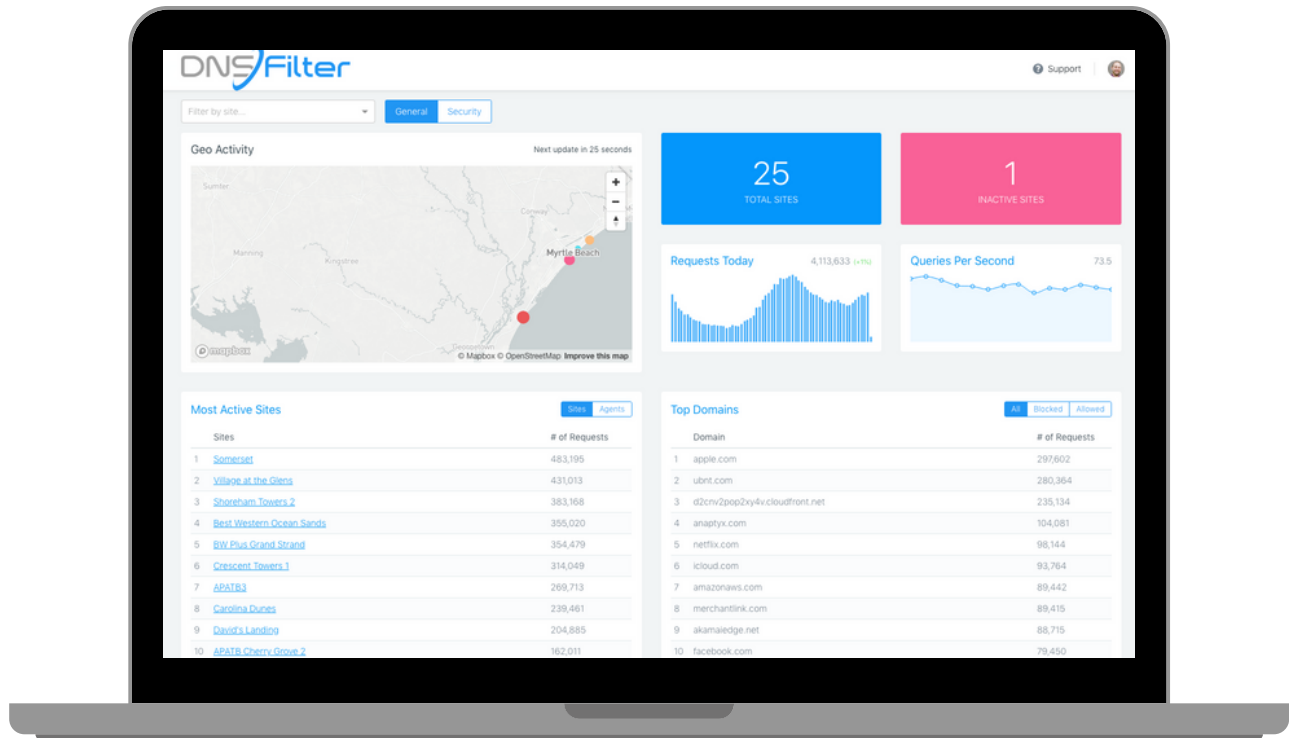 DNSFilter
Support
Filter by site...
General Security
Geo Activity
Next update in 25 seconds
Sumter
Conway
Manning
Kingstree
Myrtle Beach
Georgetown
mapbox
© Mapbox © OpenStreetMap Improve this map
25
TOTAL SITES
1
INACTIVE SITES
Requests Today
4,113,633 (+1%)
Queries Per Second
73.5
Most Active Sites
Sites Agents
Sites # of Requests
1 Somerset 483,195
2 Village at the Glens 431,013
3 Shoreham Towers 2 383,168
4 Best Western Ocean Sands 355,020
5 BW Plus Grand Strand 354,479
6 Crescent Towers 1 314,049
7 APATB3 269,713
8 Carolina Dunes 239,461
9 David's Landing 204,885
10 APATB Cherry Grove 2 162,011
Top Domains
All Blocked Allowed
Domain # of Requests
1 apple.com 297,602
2 ubnt.com 280,364
3 d2cnv2pop2xy4v.cloudfront.net 235,134
4 anaptyx.com 104,081
5 netflix.com 98,144
6 icloud.com 93,764
7 amazonaws.com 89,442
8 merchantlink.com 89,415
9 akamaiedge.net 88,715
10 facebook.com 79,450